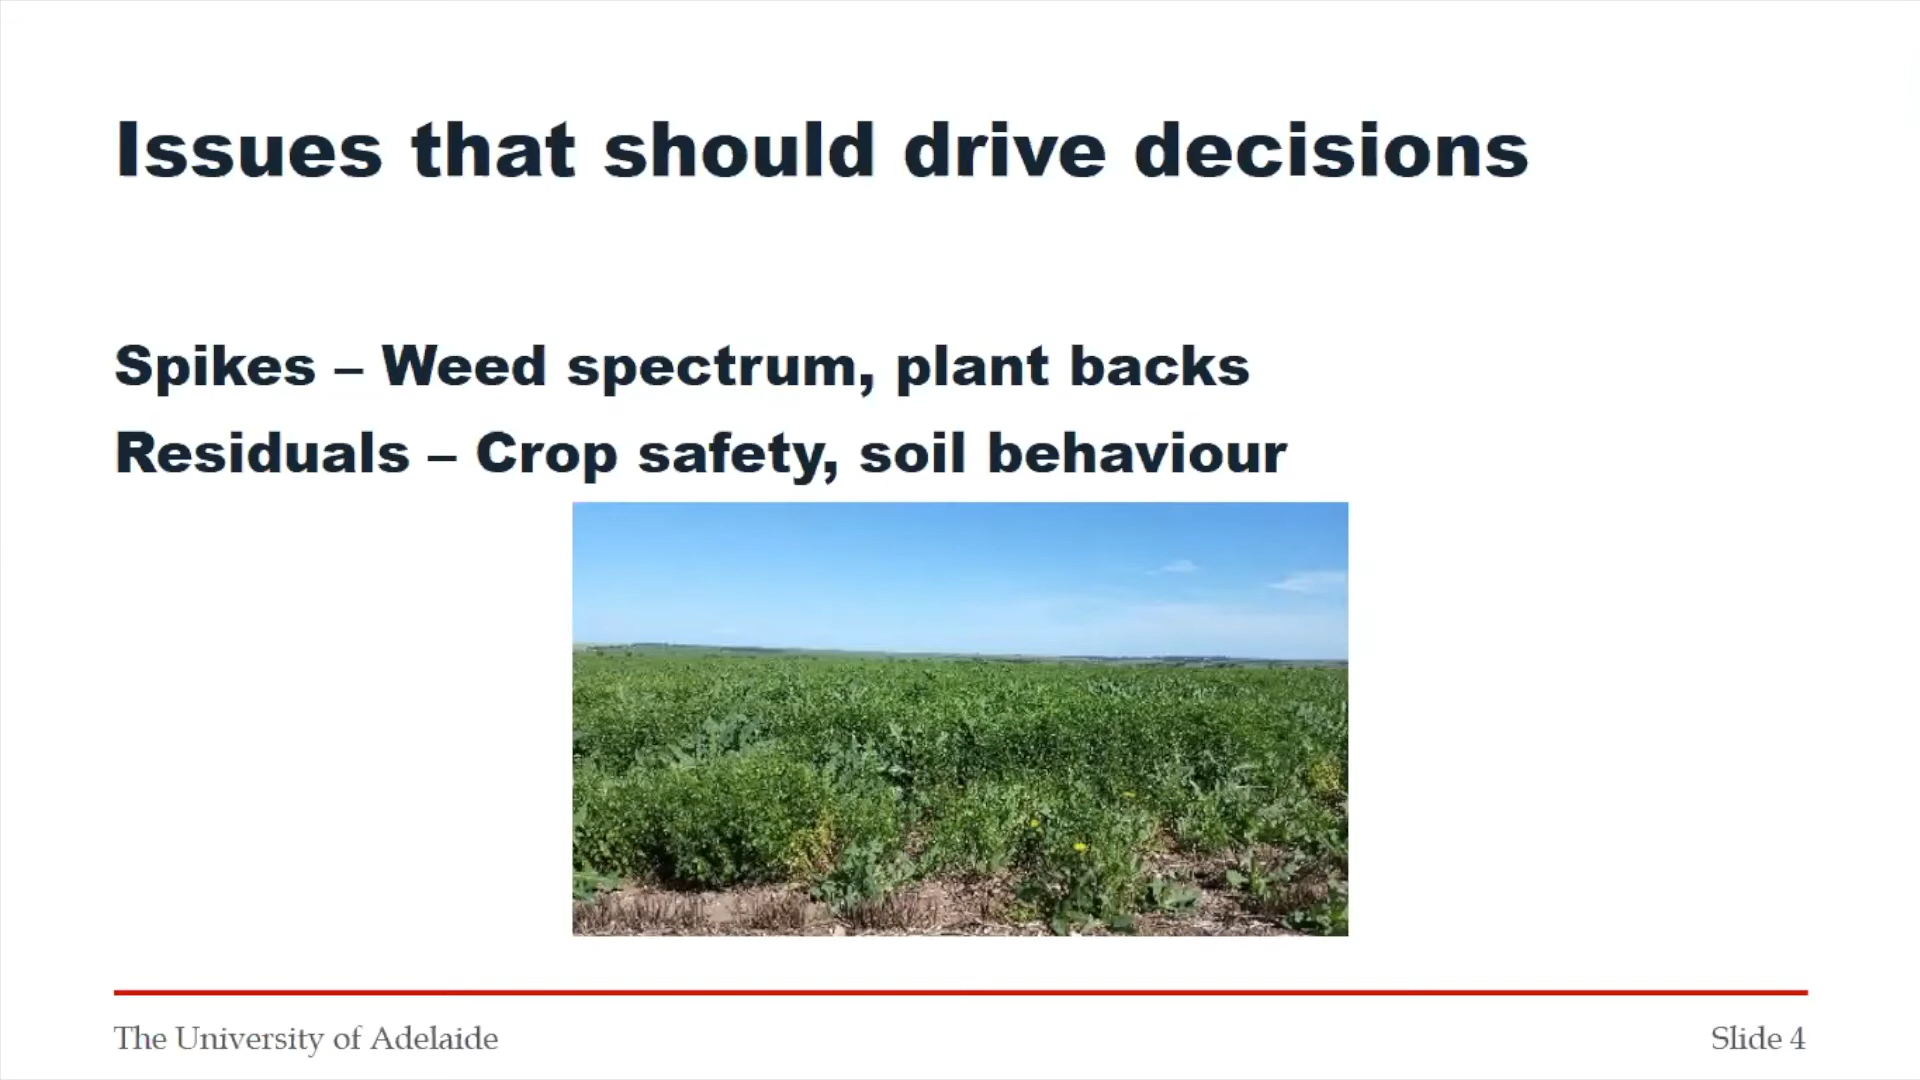 Issues that should drive decisions
Spikes – Weed spectrum, plant backs
Residuals – Crop safety, soil behaviour
The University of Adelaide
Slide 4